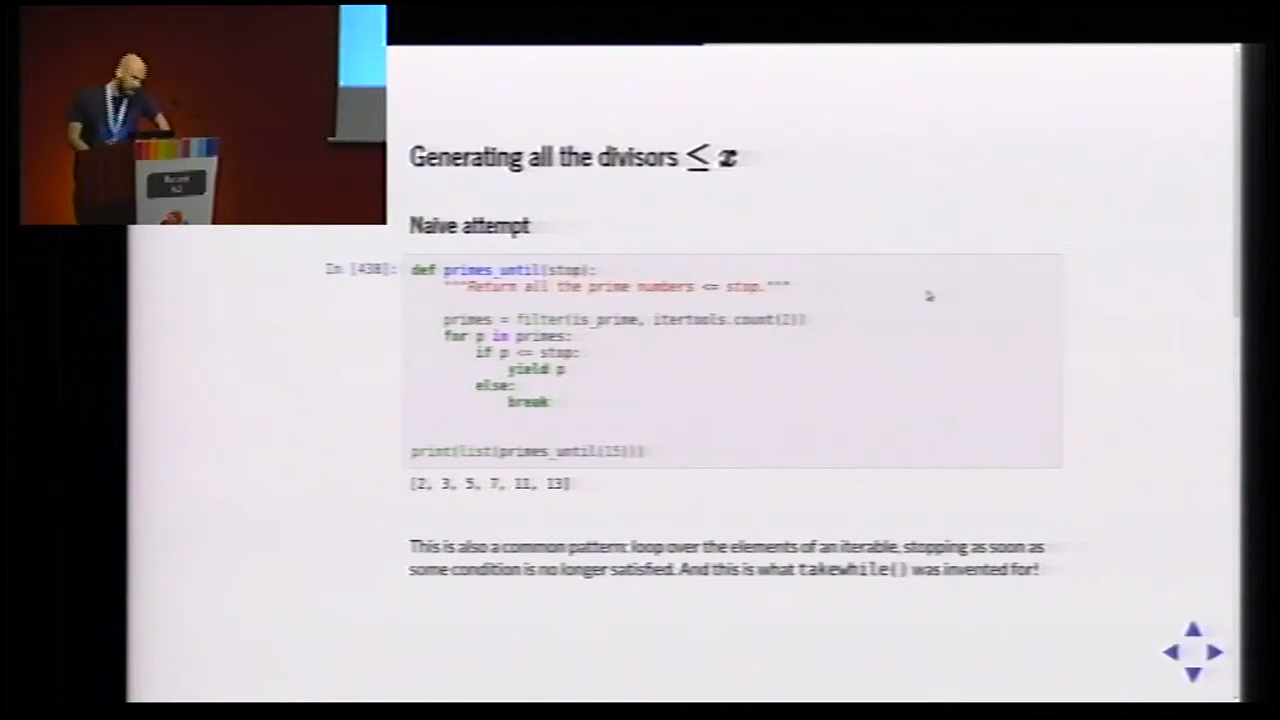 Generating all the divisors ≤ x
Naive attempt
In [438]:
def primes_until(stop):
"""Return all the prime numbers <= stop."""
primes = filter(is_prime, itertools.count(2))
for p in primes:
if p <= stop:
yield p
else:
break
print(list(primes_until(15)))
[2, 3, 5, 7, 11, 13]
This is also a common pattern: loop over the elements of an iterable, stopping as soon as
some condition is no longer satisfied. And this is what takewhile() was invented for!